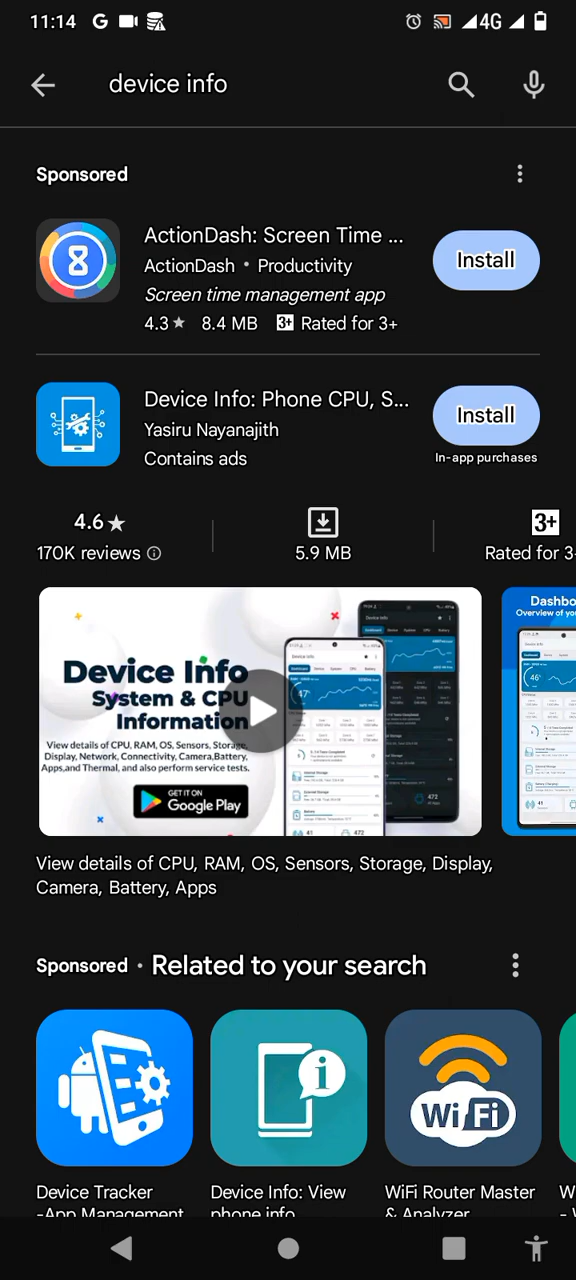 11:14 G 4G
device info
Sponsored
ActionDash: Screen Time ...
ActionDash • Productivity
Install
Screen time management app
4.3★ 8.4 MB 3+ Rated for 3+
Device Info: Phone CPU, S...
Yasiru Nayanajith
Install
Contains ads
In-app purchases
4.6★
170K reviews
5.9 MB
3+
Rated for 3
Device Info
System & CPU
Information
View details of CPU, RAM, OS, Sensors, Storage,
Display, Network, Connectivity, Camera,Battery,
Apps,and Thermal, and also perform service tests.
GET IT ON
Google Play
Dashbo
Overview of yo
View details of CPU, RAM, OS, Sensors, Storage, Display,
Camera, Battery, Apps
Sponsored • Related to your search
i
Wi Fi
Device Tracker
-App Management
Device Info: View
phone info
WiFi Router Master
& Analyzer
W
- W